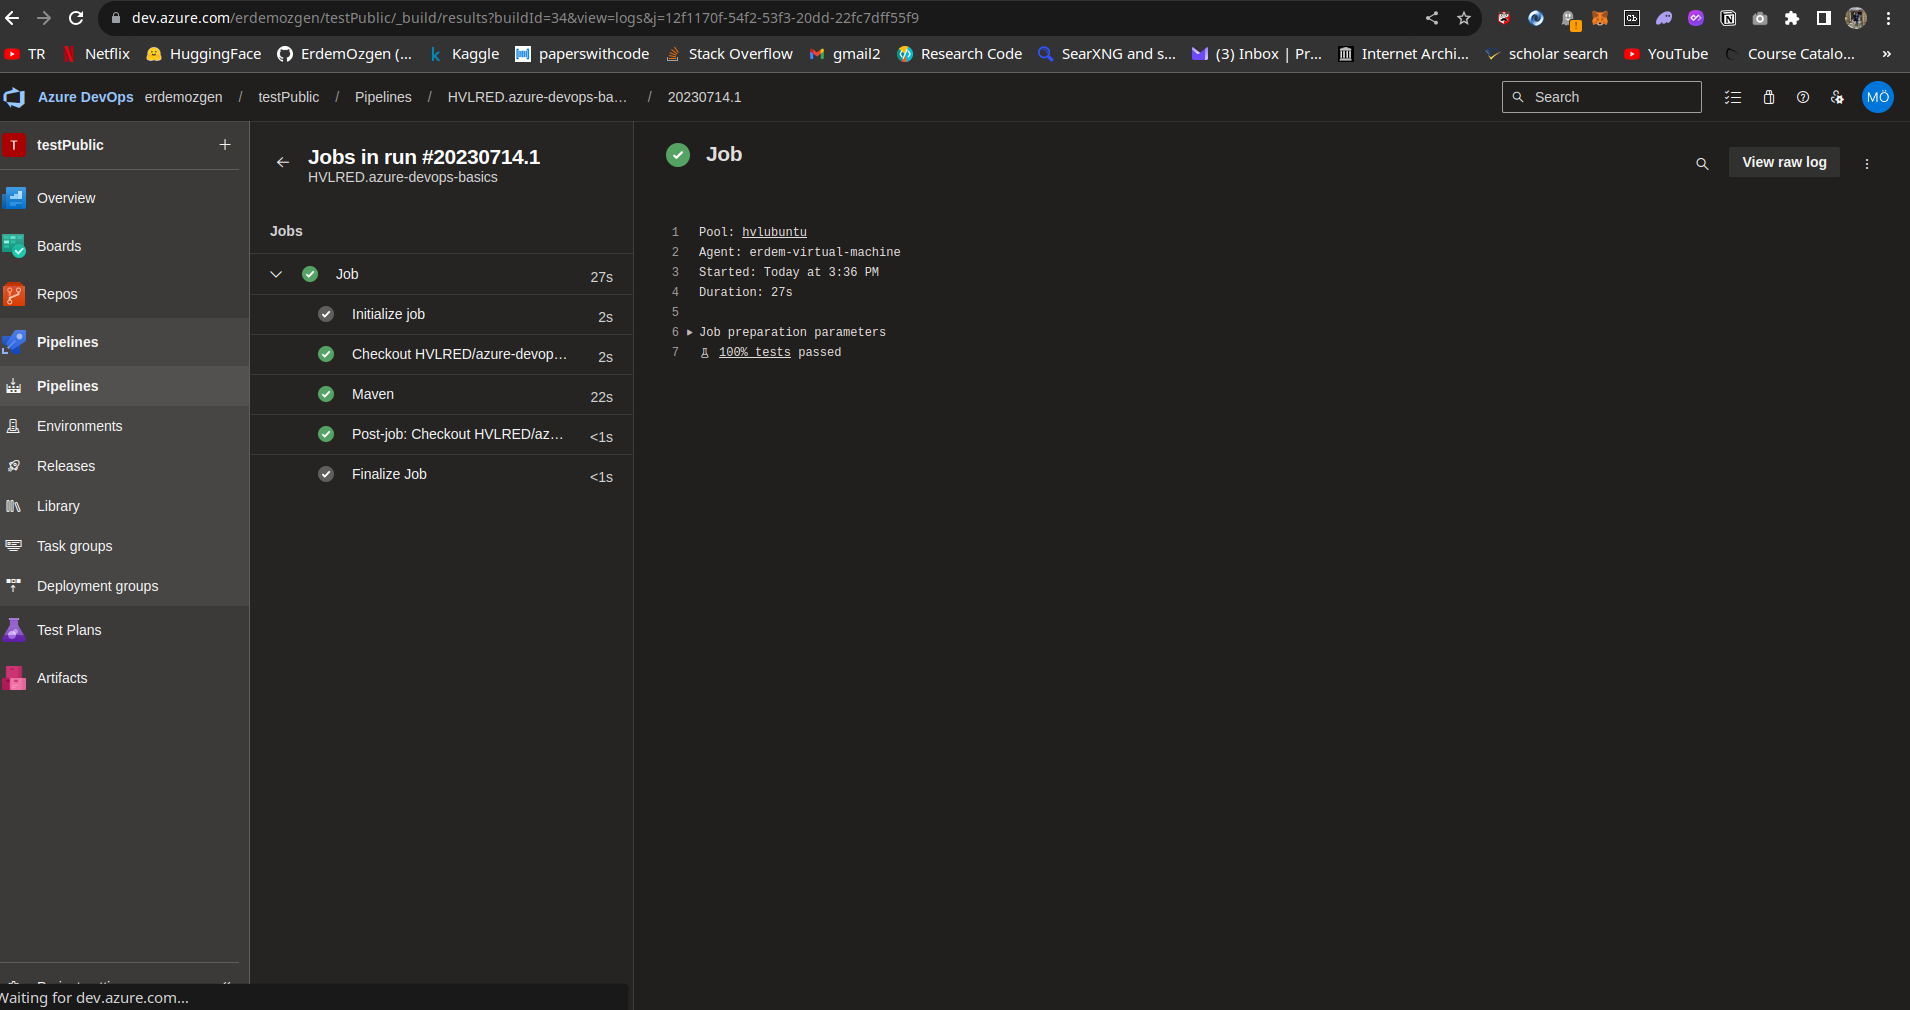 dev.azure.com/erdemozgen/testPublic/_build/results?buildId=34&view=logs&j=12f1170f-54f2-53f3-20dd-22fc7dff55f9
TR Netflix HuggingFace ErdemOzgen (... Kaggle paperswithcode Stack Overflow gmail2 Research Code SearXNG and s... (3) Inbox | Pr... Internet Archi... scholar search YouTube Course Catalo... »
Azure DevOps erdemozgen / testPublic / Pipelines / HVLRED.azure-devops-ba... / 20230714.1
Search
MÖ
T testPublic +
Overview
Boards
Repos
Pipelines
Pipelines
Environments
Releases
Library
Task groups
Deployment groups
Test Plans
Artifacts
Waiting for dev.azure.com...
Jobs in run #20230714.1
HVLRED.azure-devops-basics
Jobs
Job 27s
Initialize job 2s
Checkout HVLRED/azure-devop... 2s
Maven 22s
Post-job: Checkout HVLRED/az... <1s
Finalize Job <1s
Job
View raw log
1 Pool: hvlubuntu
2 Agent: erdem-virtual-machine
3 Started: Today at 3:36 PM
4 Duration: 27s
5
6 Job preparation parameters
7 100% tests passed